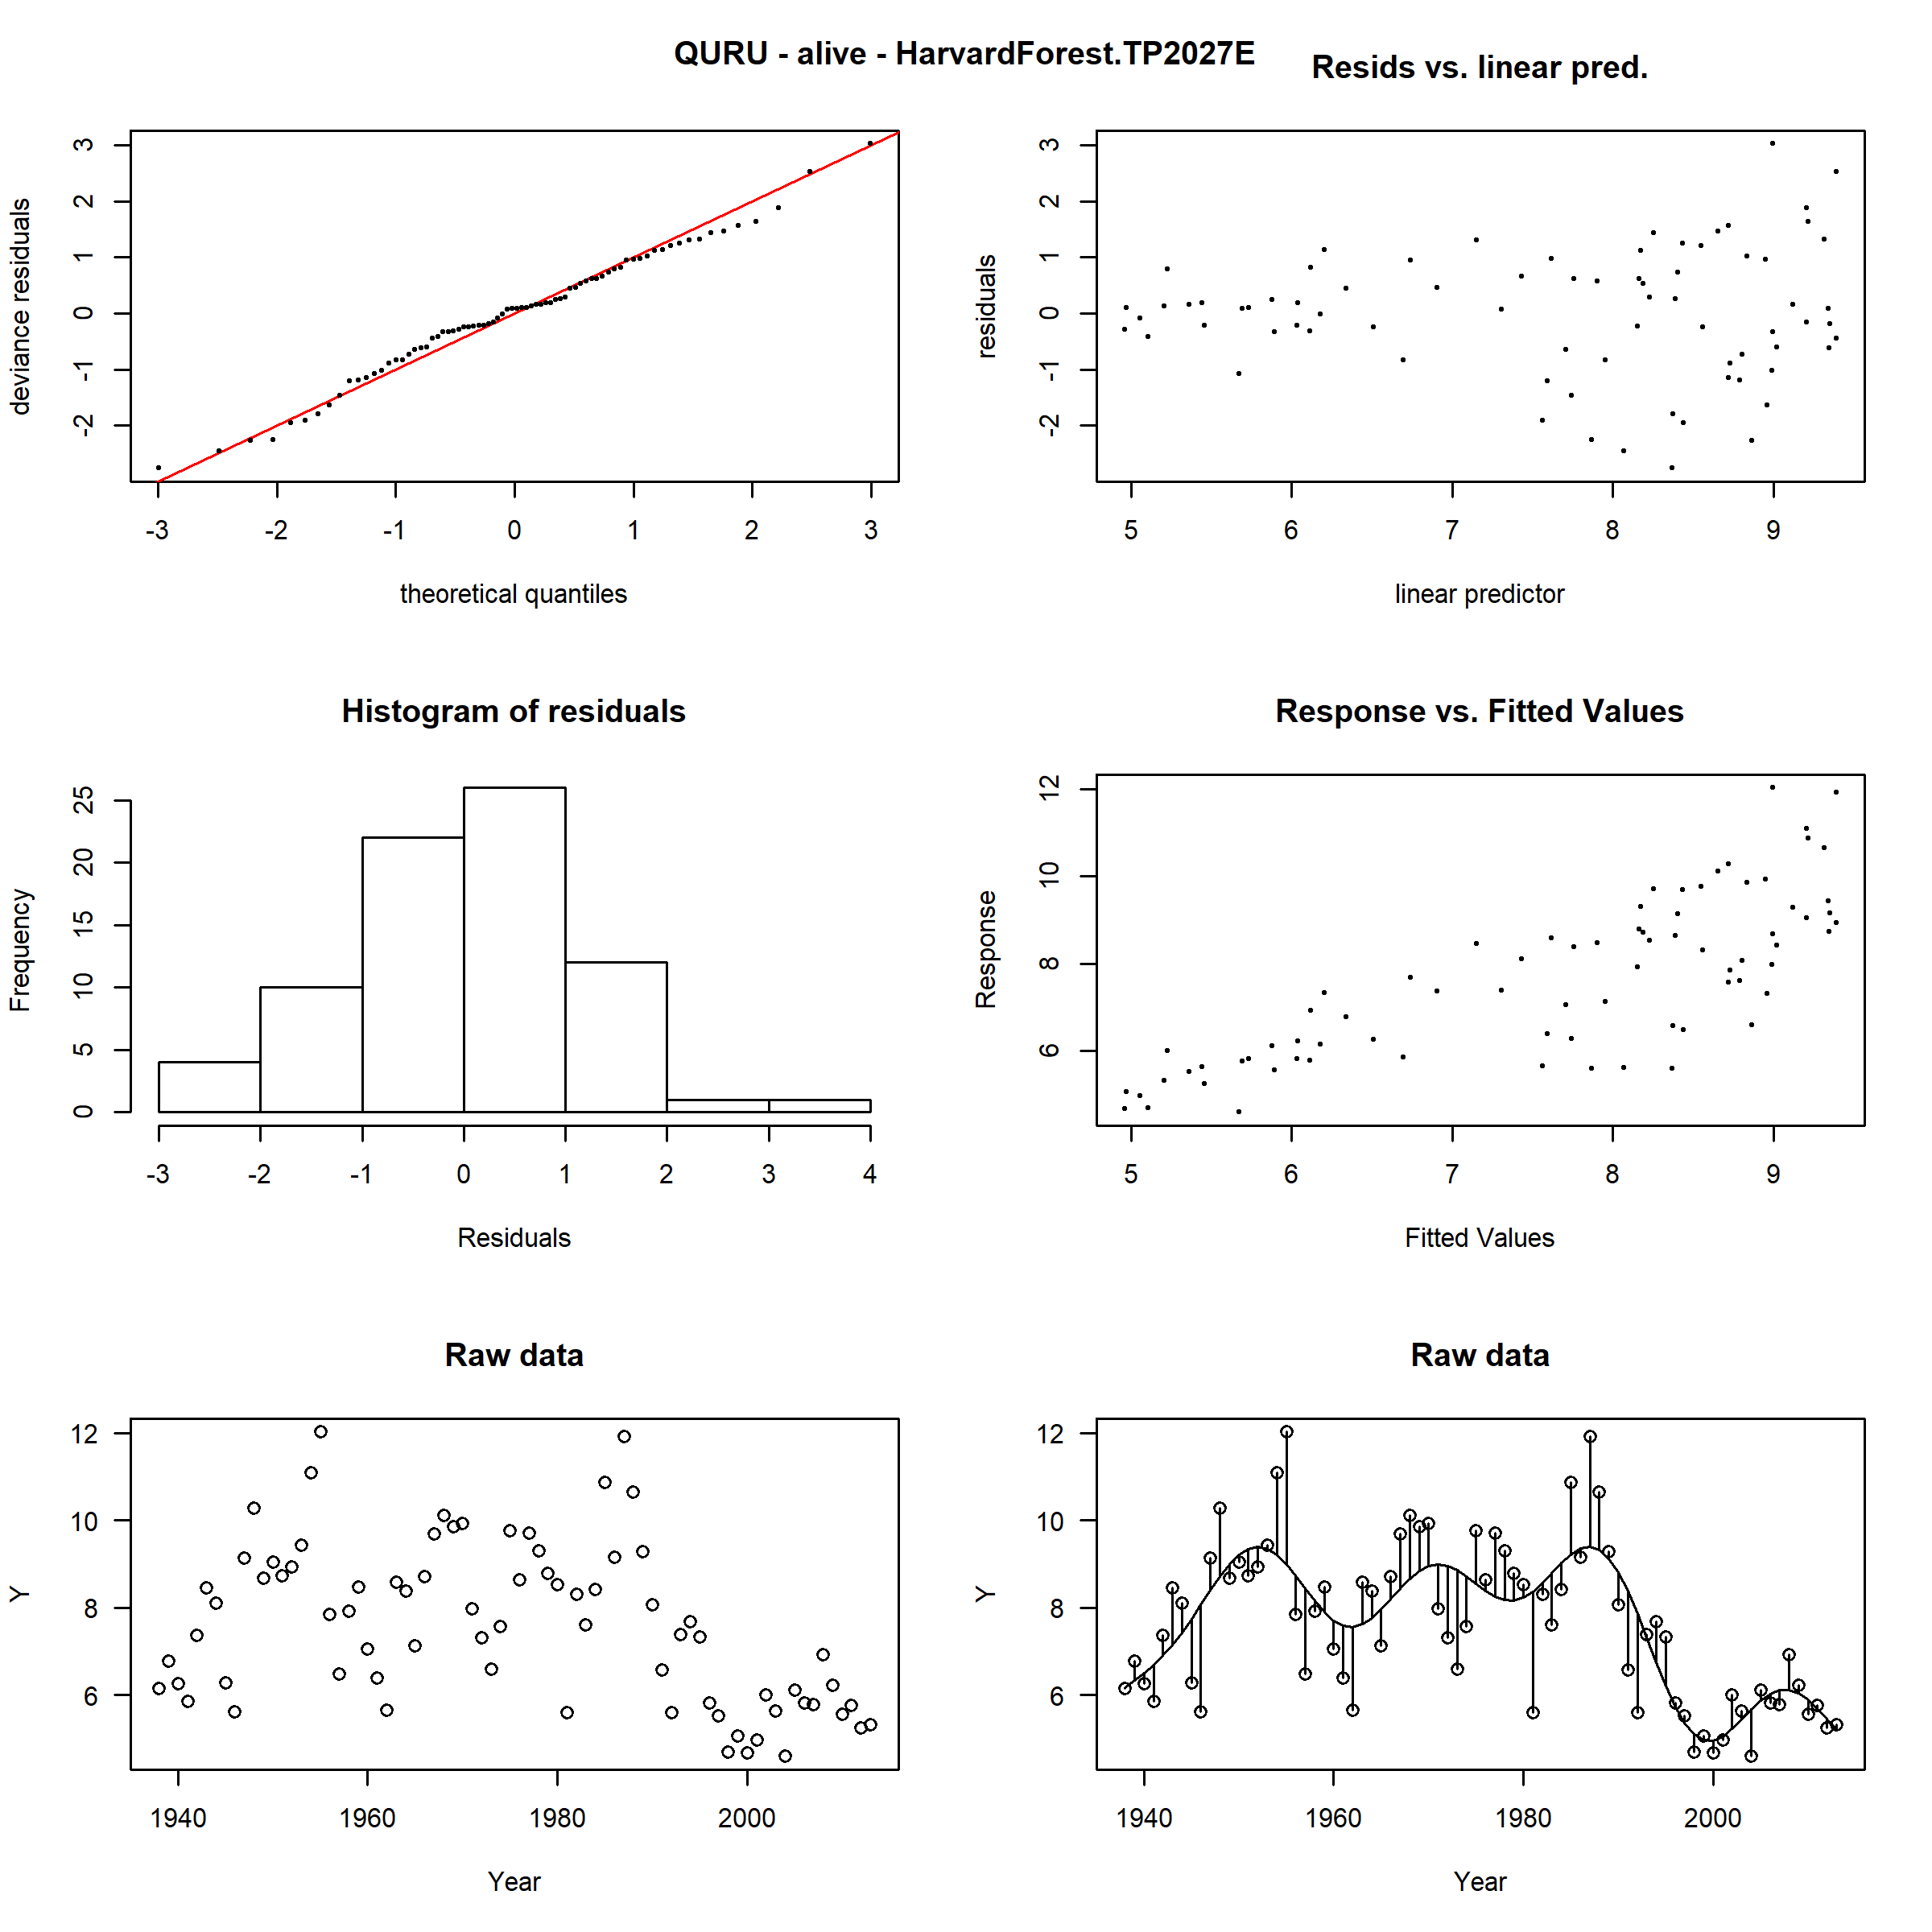 QURU - alive - HarvardForest.TP2027E
Resids vs. linear pred.
deviance residuals
3
2
1
0
-1
-2
-3 -2 -1 0 1 2 3
theoretical quantiles
residuals
3
2
1
0
-1
-2
5 6 7 8 9
linear predictor
Histogram of residuals
Frequency
25
20
15
10
5
0
-3 -2 -1 0 1 2 3 4
Residuals
Response vs. Fitted Values
Response
12
10
8
6
5 6 7 8 9
Fitted Values
Raw data
Y
12
10
8
6
1940 1960 1980 2000
Year
Raw data
Y
12
10
8
6
1940 1960 1980 2000
Year